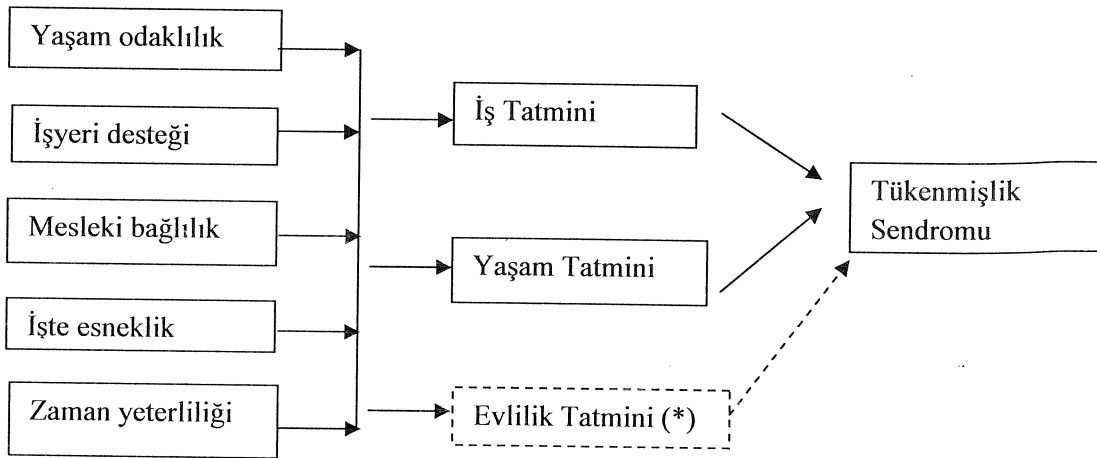 Yaşam odaklılık
İşyeri desteği
Mesleki bağlılık
İşte esneklik
Zaman yeterliliği
İş Tatmini
Yaşam Tatmini
Evlilik Tatmini (*)
Tükenmişlik
Sendromu